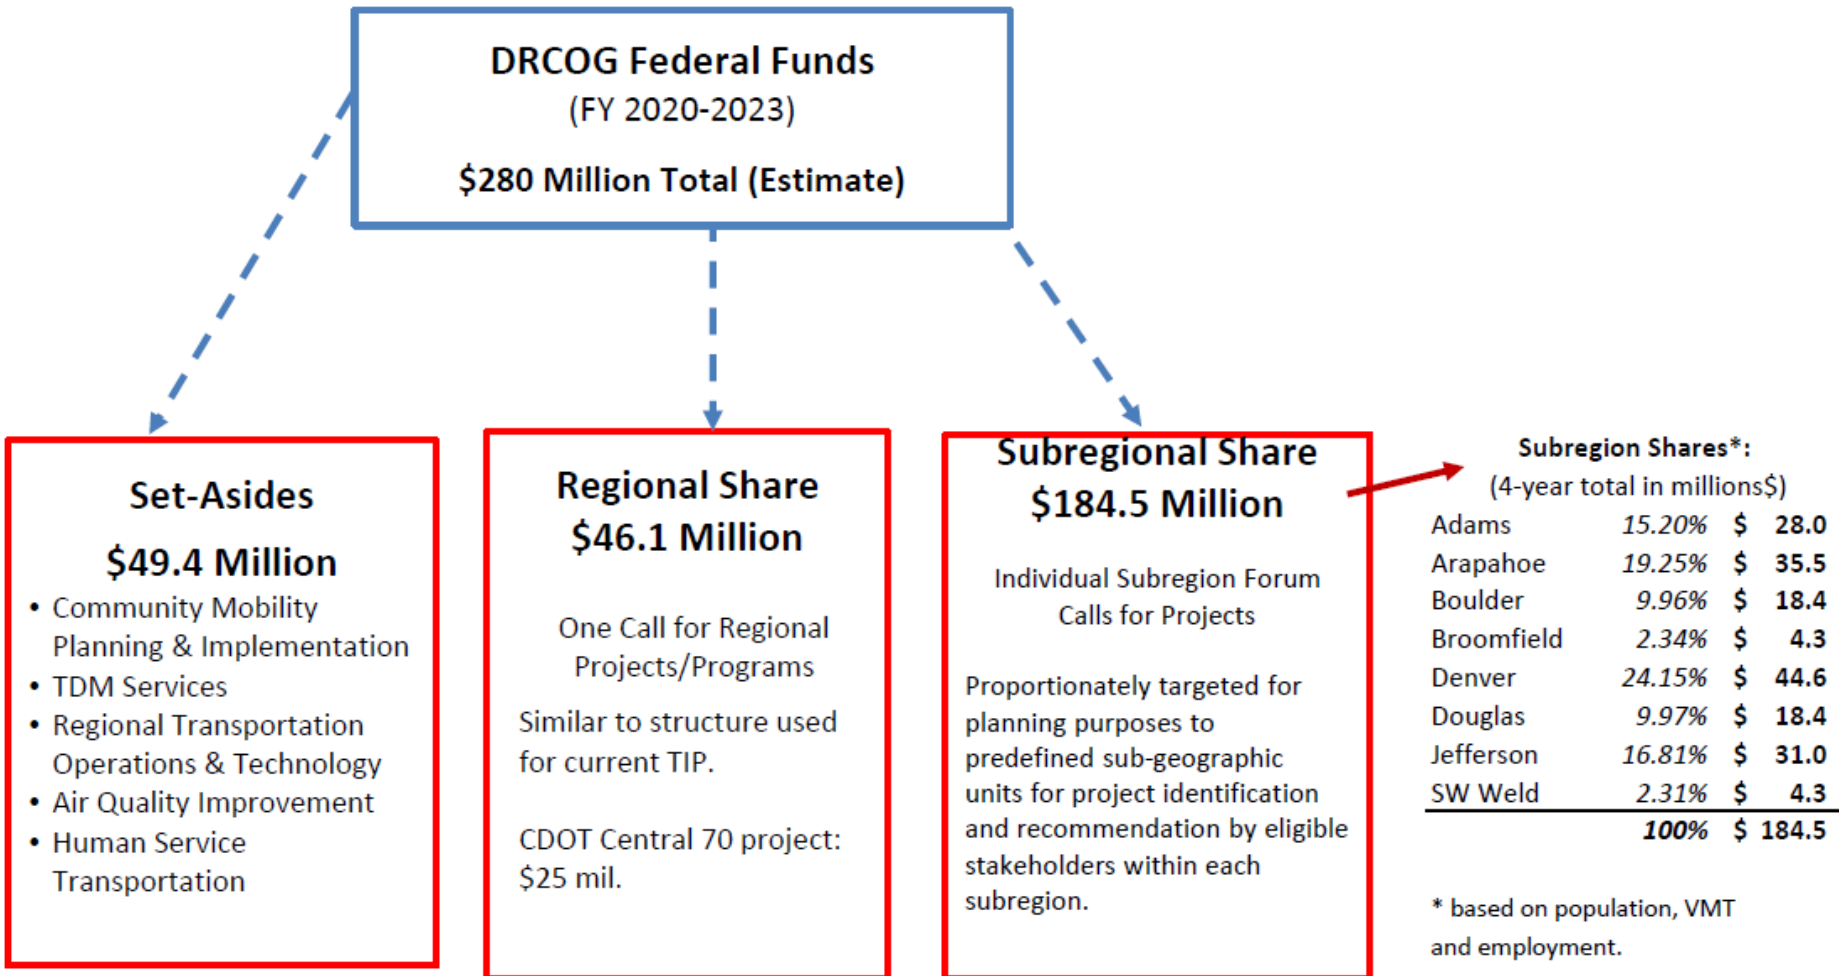 DRCOG Federal Funds
(FY 2020-2023)
$280 Million Total (Estimate)
Set-Asides
$49.4 Million
• Community Mobility
Planning & Implementation
• TDM Services
• Regional Transportation
Operations & Technology
• Air Quality Improvement
• Human Service
Transportation
Regional Share
$46.1 Million
One Call for Regional
Projects/Programs
Similar to structure used
for current TIP.
CDOT Central 70 project:
$25 mil.
Subregional Share
$184.5 Million
Individual Subregion Forum
Calls for Projects
Proportionately targeted for
planning purposes to
predefined sub-geographic
units for project identification
and recommendation by eligible
stakeholders within each
subregion.
Subregion Shares*:
(4-year total in millions$)
Adams 15.20% $ 28.0
Arapahoe 19.25% $ 35.5
Boulder 9.96% $ 18.4
Broomfield 2.34% $ 4.3
Denver 24.15% $ 44.6
Douglas 9.97% $ 18.4
Jefferson 16.81% $ 31.0
SW Weld 2.31% $ 4.3
100% $ 184.5
* based on population, VMT
and employment.